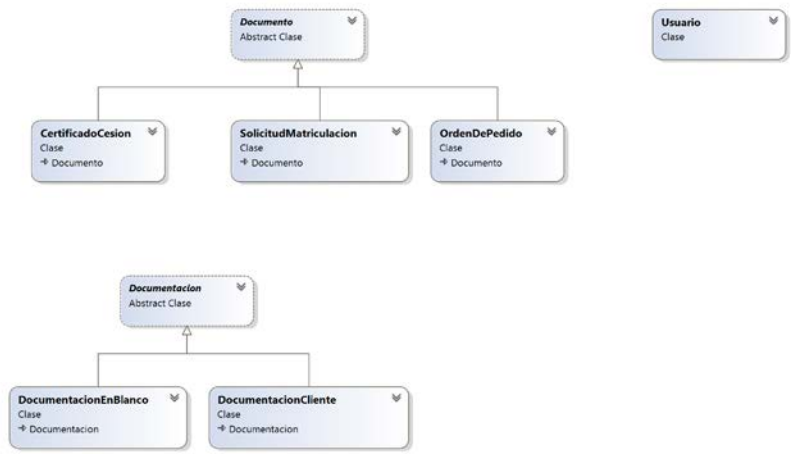 Documento
Abstract Clase
Usuario
Clase
CertificadoCesion
Clase
Documento
SolicitudMatriculacion
Clase
Documento
OrdenDePedido
Clase
Documento
Documentacion
Abstract Clase
DocumentacionEnBlanco
Clase
Documentacion
DocumentacionCliente
Clase
Documentacion